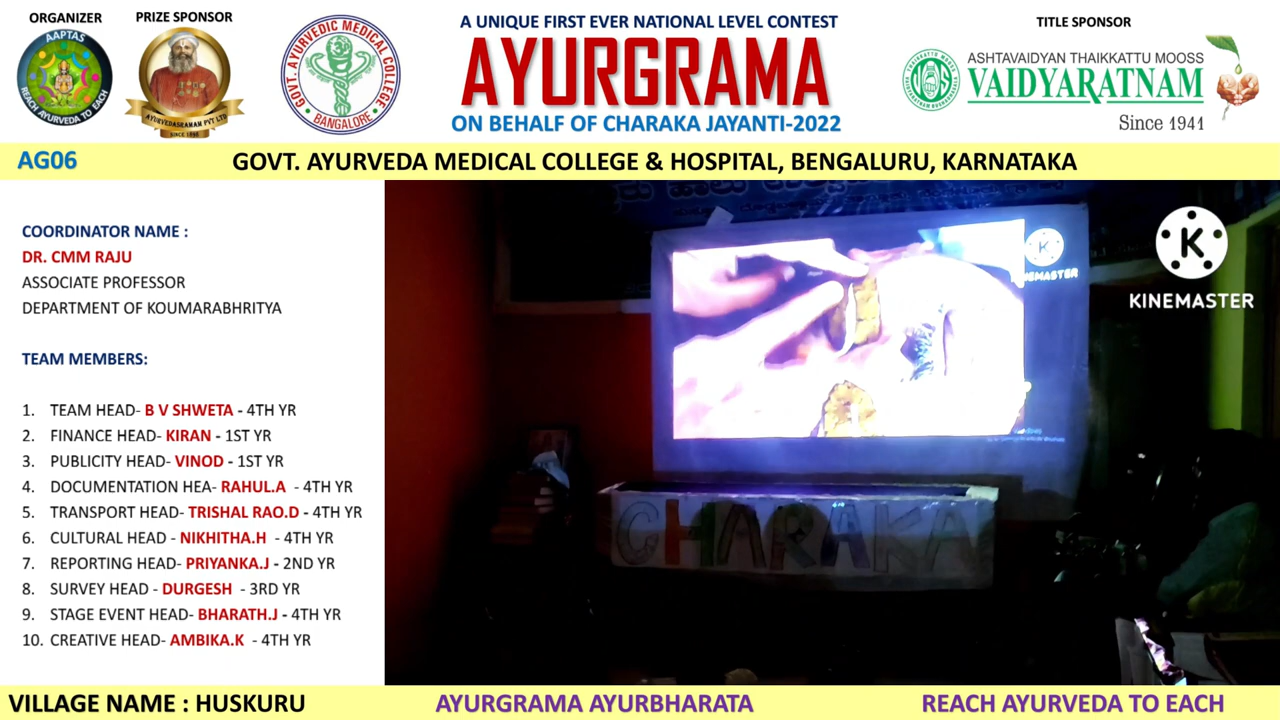 ORGANIZER
AAPTAS
REACH AYURVEDA TO EACH
PRIZE SPONSOR
AYURVEDASRAMAM PVT LTD
SINCE 1898
GOVT. AYURVEDIC MEDICAL COLLEGE
BANGALORE
A UNIQUE FIRST EVER NATIONAL LEVEL CONTEST
AYURGRAMA
ON BEHALF OF CHARAKA JAYANTI-2022
TITLE SPONSOR
ASHTAVAIDYAN THAIKKATTU MOOSS
VAIDYARATNAM
Since 1941
AG06
GOVT. AYURVEDA MEDICAL COLLEGE & HOSPITAL, BENGALURU, KARNATAKA
COORDINATOR NAME :
DR. CMM RAJU
ASSOCIATE PROFESSOR
DEPARTMENT OF KOUMARABHRITYA
TEAM MEMBERS:
1. TEAM HEAD- B V SHWETA - 4TH YR
2. FINANCE HEAD- KIRAN - 1ST YR
3. PUBLICITY HEAD- VINOD - 1ST YR
4. DOCUMENTATION HEA- RAHUL.A - 4TH YR
5. TRANSPORT HEAD- TRISHAL RAO.D - 4TH YR
6. CULTURAL HEAD - NIKHITHA.H - 4TH YR
7. REPORTING HEAD- PRIYANKA.J - 2ND YR
8. SURVEY HEAD - DURGESH - 3RD YR
9. STAGE EVENT HEAD- BHARATH.J - 4TH YR
10. CREATIVE HEAD- AMBIKA.K - 4TH YR
K
KINEMASTER
K
KINEMASTER
CHARAKA
VILLAGE NAME : HUSKURU
AYURGRAMA AYURBHARATA
REACH AYURVEDA TO EACH